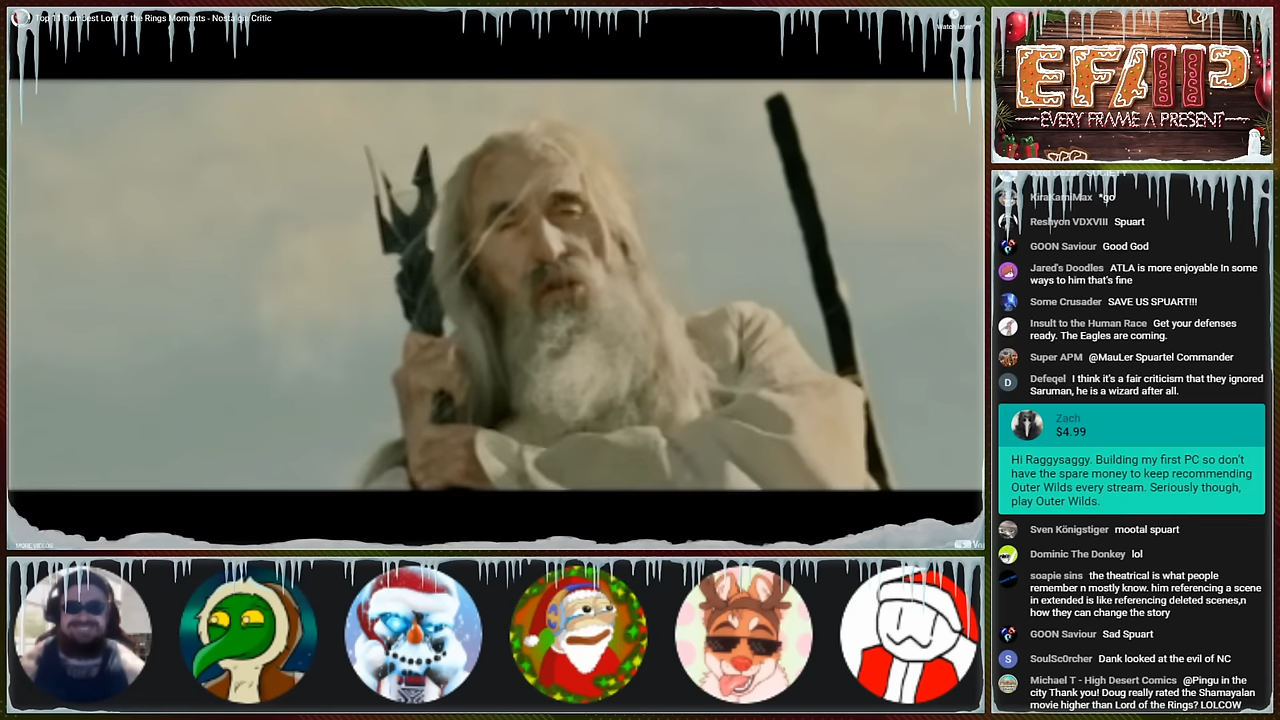 Top 11 Dumbest Lord of the Rings Moments - Nostalgia Critic
Watch later
MORE VIDEOS
EFAP
EVERY FRAME A PRESENT
SOCIETY
KiraKamiMax *go
Reshyon VDXVIII Spuart
GOON Saviour Good God
Jared's Doodles ATLA is more enjoyable In some
ways to him that's fine
Some Crusader SAVE US SPUART!!!
Insult to the Human Race Get your defenses
ready. The Eagles are coming.
Super APM @MauLer Spuartel Commander
D
Defeqel I think it's a fair criticism that they ignored
Saruman, he is a wizard after all.
Zach
$4.99
Hi Raggysaggy. Building my first PC so don't
have the spare money to keep recommending
Outer Wilds every stream. Seriously though,
play Outer Wilds.
Sven Königstiger mootal spuart
Dominic The Donkey lol
soapie sins the theatrical is what people
remember n mostly know. him referencing a scene
in extended is like referencing deleted scenes,n
how they can change the story
GOON Saviour Sad Spuart
S
SoulSc0rcher Dank looked at the evil of NC
Michael T - High Desert Comics @Pingu in the
city Thank you! Doug really rated the Shamayalan
movie higher than Lord of the Rings? LOLCOW